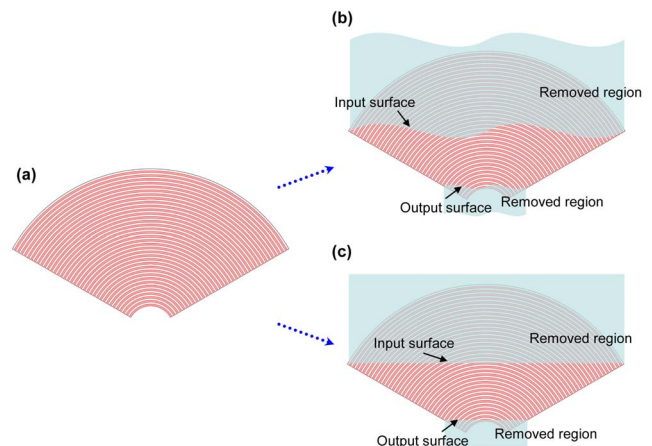 (b)
Input surface
Removed region
(a)
Output surface
Removed region
(c)
Input surface
Removed region
Output surface
Removed region